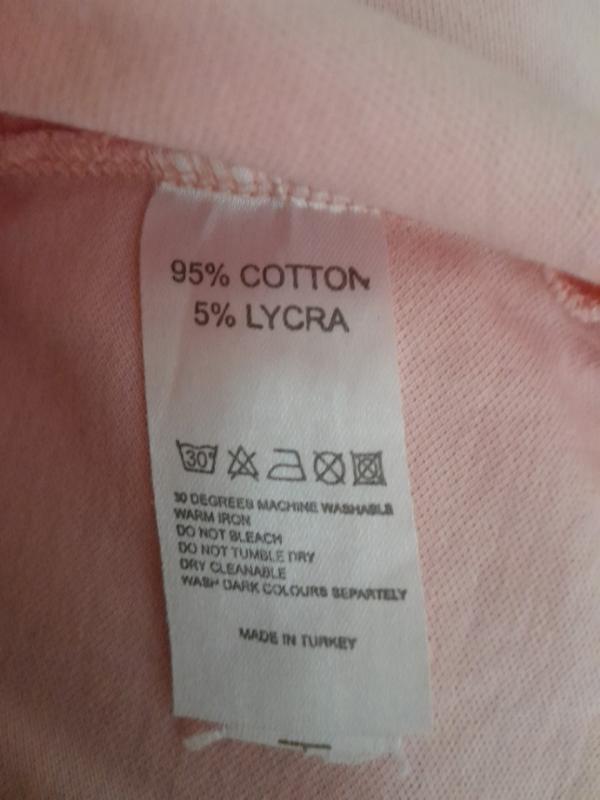 95% COTTON
5% LYCRA
30°
30 DEGREES MACHINE WASHABLE
WARM IRON
DO NOT BLEACH
DO NOT TUMBLE DRY
DRY CLEANABLE
WASH DARK COLOURS SEPARTELY
MADE IN TURKEY